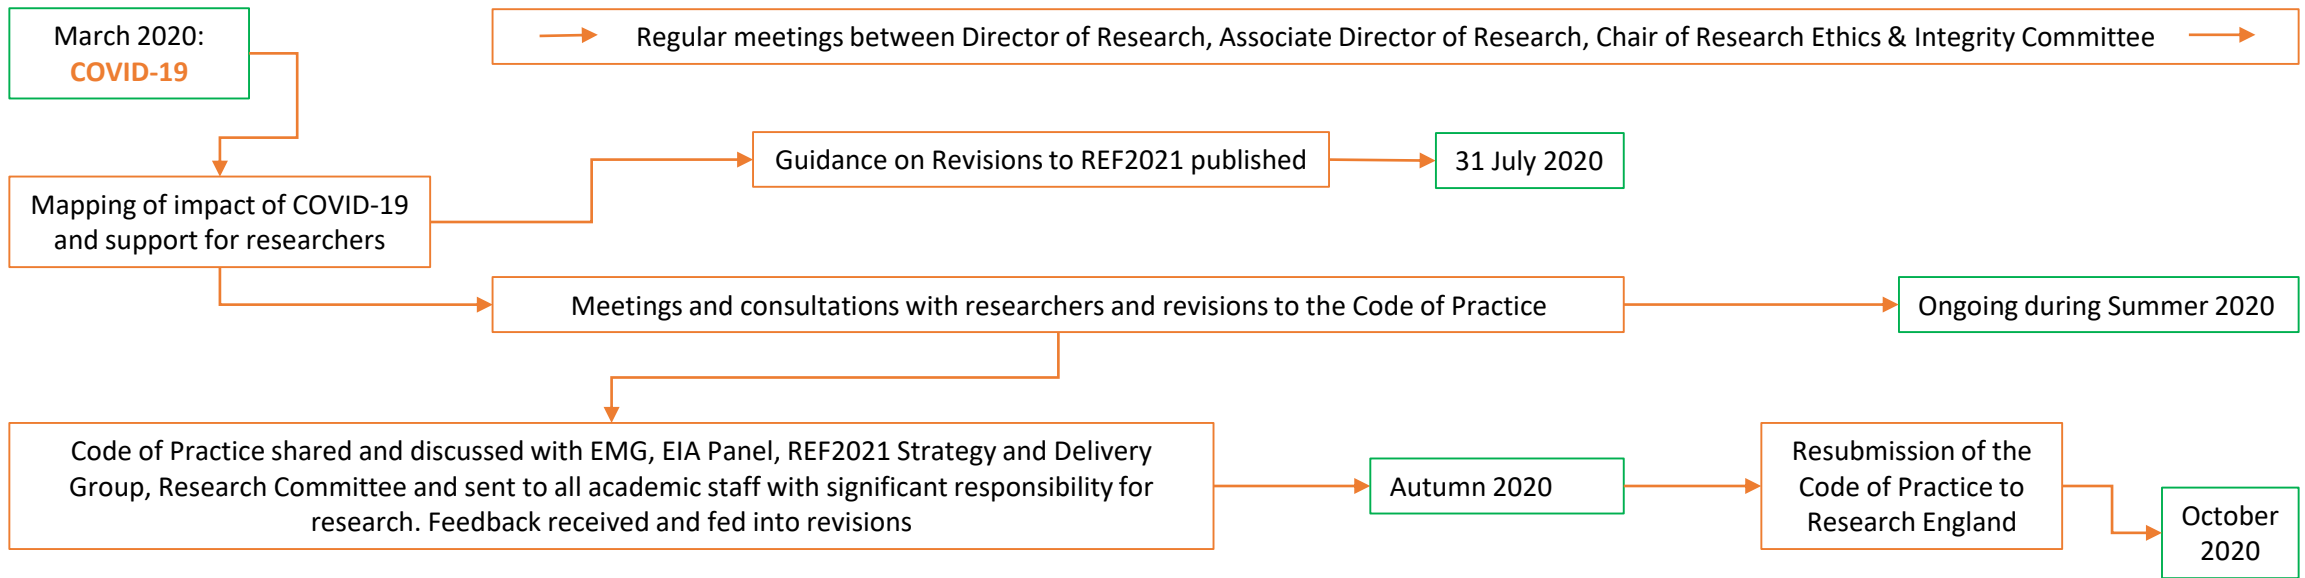 March 2020:
COVID-19
Regular meetings between Director of Research, Associate Director of Research, Chair of Research Ethics & Integrity Committee
Guidance on Revisions to REF2021 published
31 July 2020
Mapping of impact of COVID-19
and support for researchers
Meetings and consultations with researchers and revisions to the Code of Practice
Ongoing during Summer 2020
Code of Practice shared and discussed with EMG, EIA Panel, REF2021 Strategy and Delivery
Group, Research Committee and sent to all academic staff with significant responsibility for
research. Feedback received and fed into revisions
Autumn 2020
Resubmission of the
Code of Practice to
Research England
October
2020